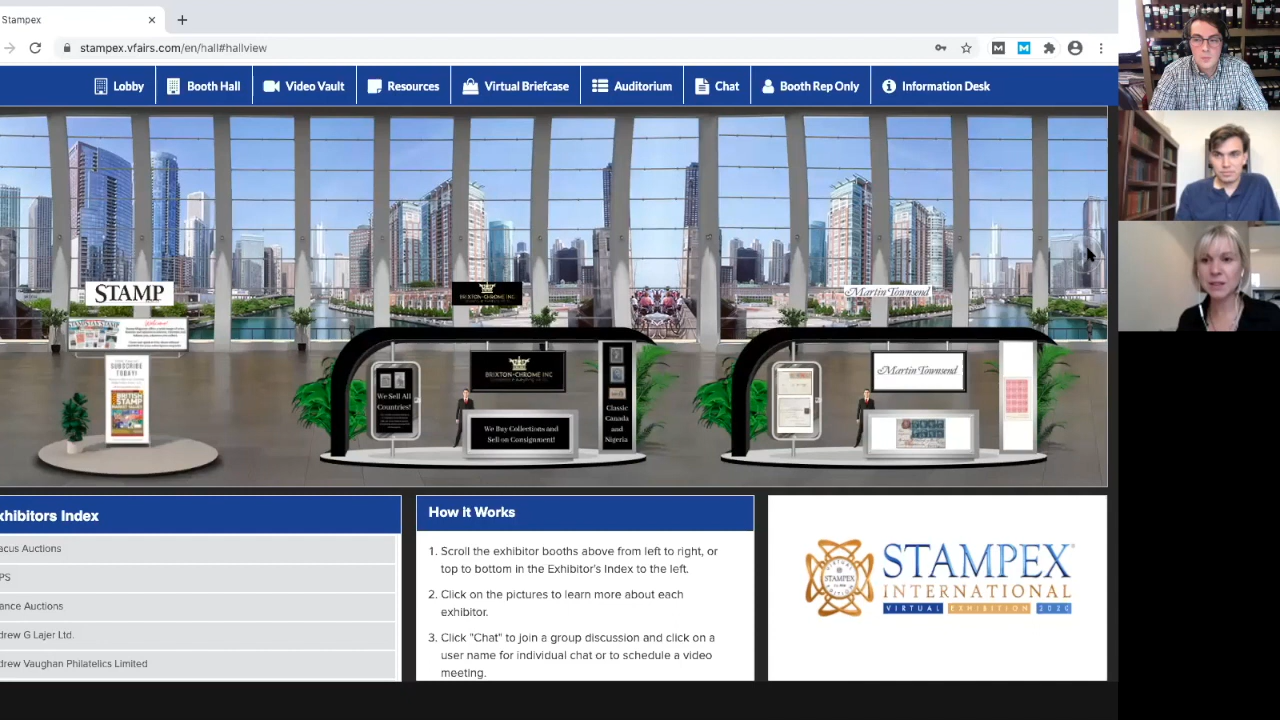 Stampex
stampex.vfairs.com/en/hall#hallview
Lobby
Booth Hall
Video Vault
Resources
Virtual Briefcase
Auditorium
Chat
Booth Rep Only
Information Desk
STAMP
SUBSCRIBE
TODAY!
BRITISH
STAMP
BRIXTON-CHROME INC.
We Sell All
Countries!
BRIXTON-CHROME INC
We Buy Collections and
Sell on Consignment!
Classic
Canada
and
Nigeria
Martin Townsend
Martin Townsend
xhibitors Index
acus Auctions
PS
ance Auctions
drew G Lajer Ltd.
drew Vaughan Philatelics Limited
How it Works
1. Scroll the exhibitor booths above from left to right, or
top to bottom in the Exhibitor's Index to the left.
2. Click on the pictures to learn more about each
exhibitor.
3. Click "Chat" to join a group discussion and click on a
user name for individual chat or to schedule a video
meeting.
STAMPEX
STAMPEX
INTERNATIONAL
VIRTUAL EXHIBITION 2020